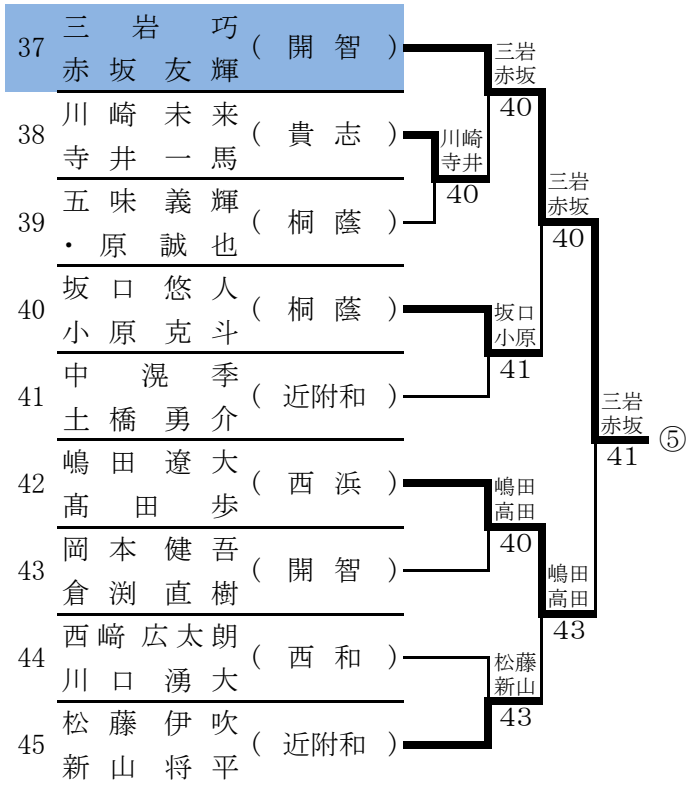 37 三岩 巧 赤坂友輝 (開智)
38 川崎未来 寺井一馬 (貴志)
39 五味義輝 ・原誠也 (桐蔭)
40 坂口悠人 小原克斗 (桐蔭)
41 中 滉季 土橋勇介 (近附和)
42 嶋田遼大 髙田 歩 (西浜)
43 岡本健吾 倉渕直樹 (開智)
44 西﨑広太朗 川口湧大 (西和)
45 松藤伊吹 新山将平 (近附和)
三岩
赤坂
40
川崎
寺井
40
三岩
赤坂
40
坂口
小原
41
三岩
赤坂
41
⑤
嶋田
高田
40
嶋田
高田
43
松藤
新山
43